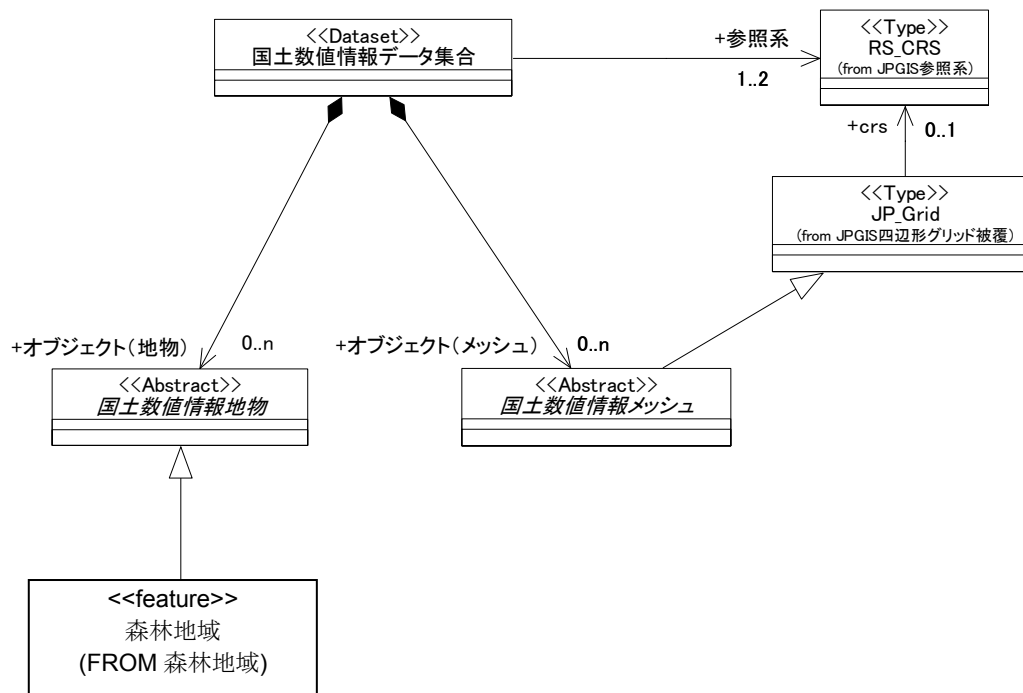 <<Dataset>>
国土数値情報データ集合
+参照系
1..2
<<Type>>
RS_CRS
(from JPGIS参照系)
+crs
0..1
<<Type>>
JP_Grid
(from JPGIS四辺形グリッド被覆)
+オブジェクト(地物)
0..n
+オブジェクト(メッシュ)
0..n
<<Abstract>>
国土数値情報地物
<<Abstract>>
国土数値情報メッシュ
<<feature>>
森林地域
(FROM 森林地域)